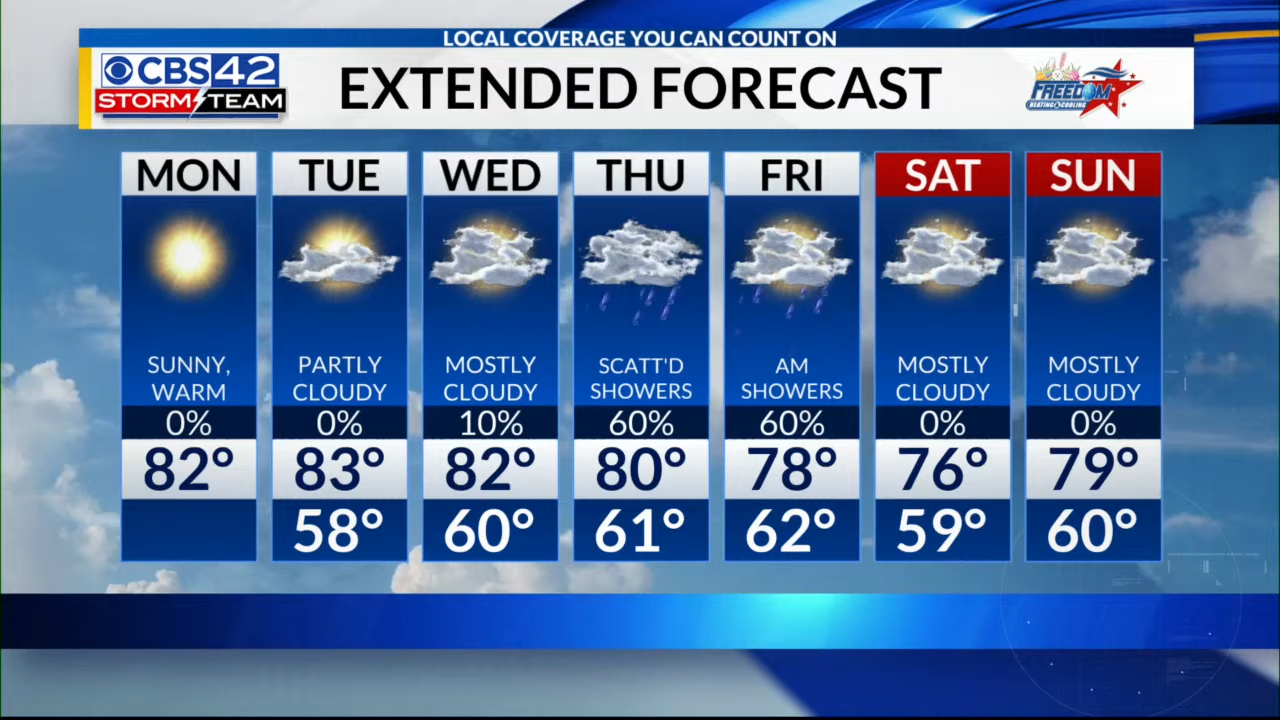 LOCAL COVERAGE YOU CAN COUNT ON
CBS 42
STORM TEAM
EXTENDED FORECAST
FREEDOM
HEATING & COOLING
MON
SUNNY,
WARM
0%
82°
TUE
PARTLY
CLOUDY
0%
83°
58°
WED
MOSTLY
CLOUDY
10%
82°
60°
THU
SCATT'D
SHOWERS
60%
80°
61°
FRI
AM
SHOWERS
60%
78°
62°
SAT
MOSTLY
CLOUDY
0%
76°
59°
SUN
MOSTLY
CLOUDY
0%
79°
60°